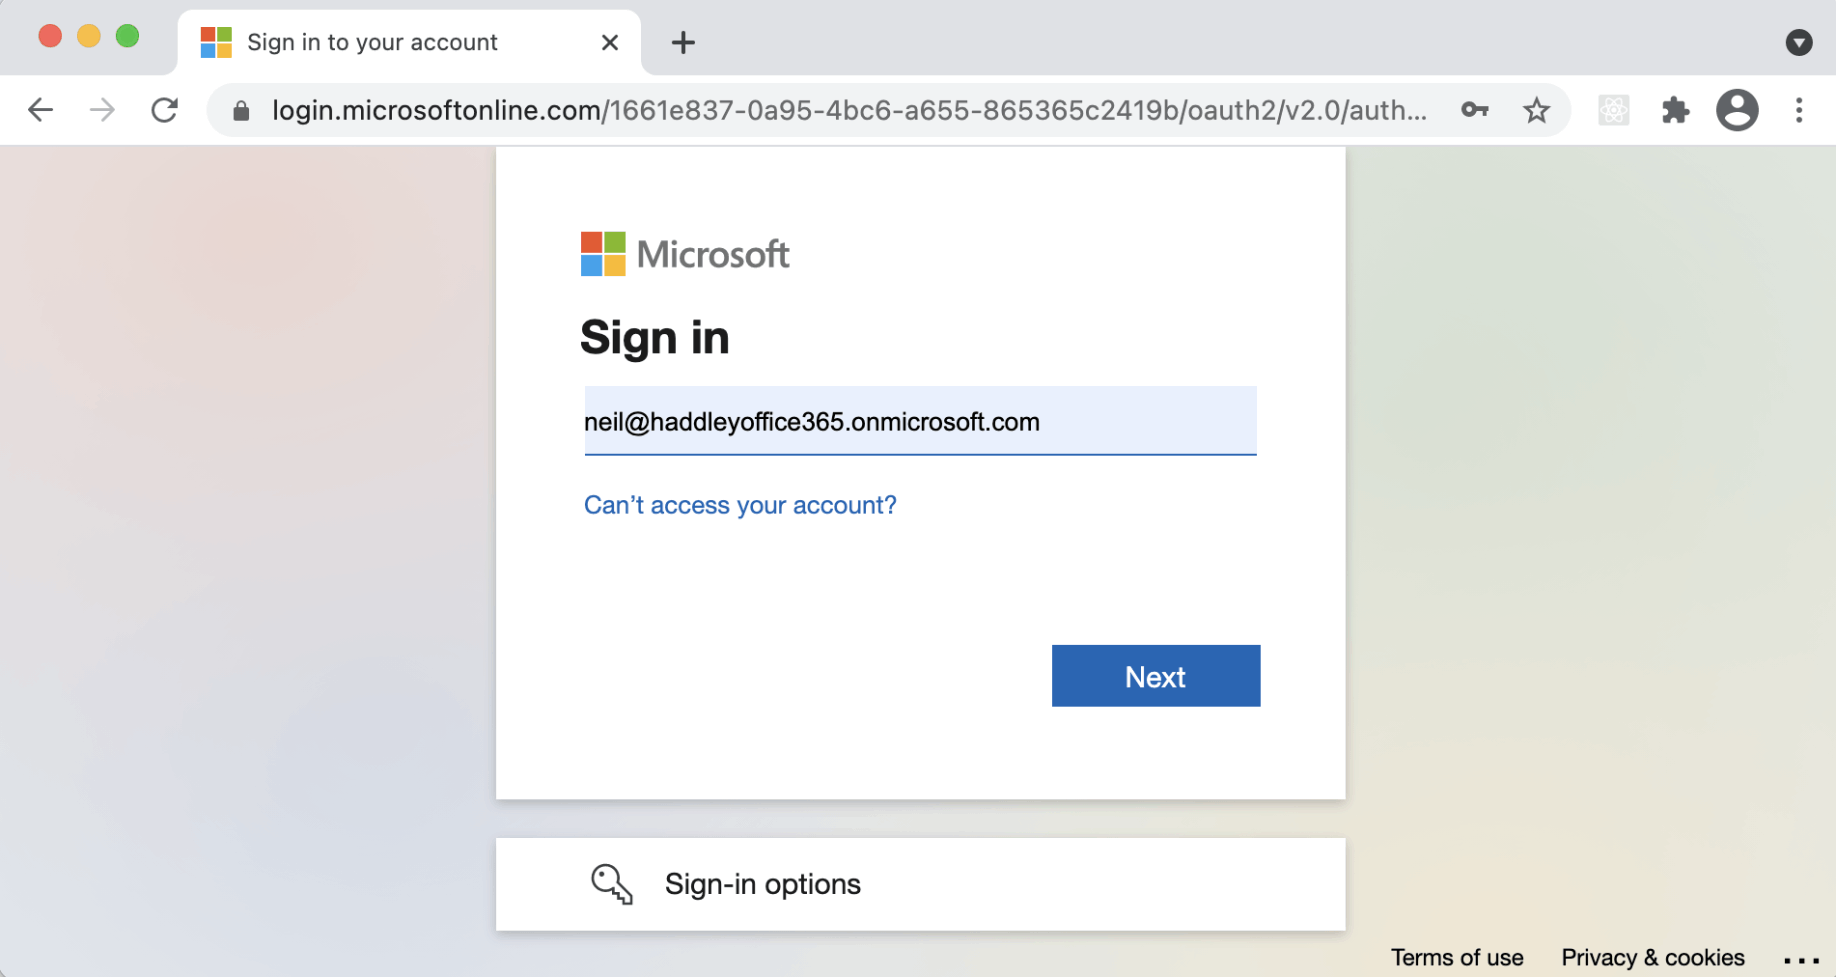 Sign in to your account
login.microsoftonline.com/1661e837-0a95-4bc6-a655-865365c2419b/oauth2/v2.0/auth...
Microsoft
Sign in
neil@haddleyoffice365.onmicrosoft.com
Can’t access your account?
Next
Sign-in options
Terms of use Privacy & cookies ...